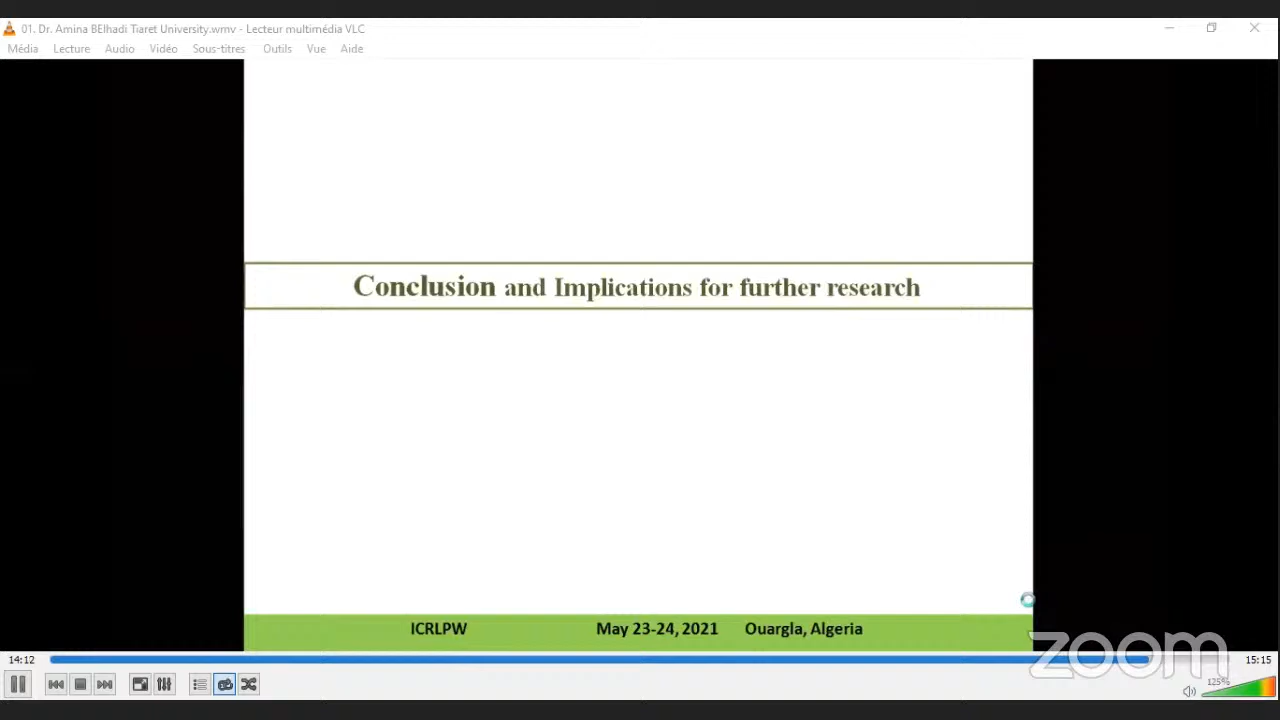 01. Dr. Amina BElhadi Tiaret University.wmv - Lecteur multimédia VLC
Média Lecture Audio Vidéo Sous-titres Outils Vue Aide
Conclusion and Implications for further research
ICRLPW May 23-24, 2021 Ouargla, Algeria
14:12 15:15
zoom
125%